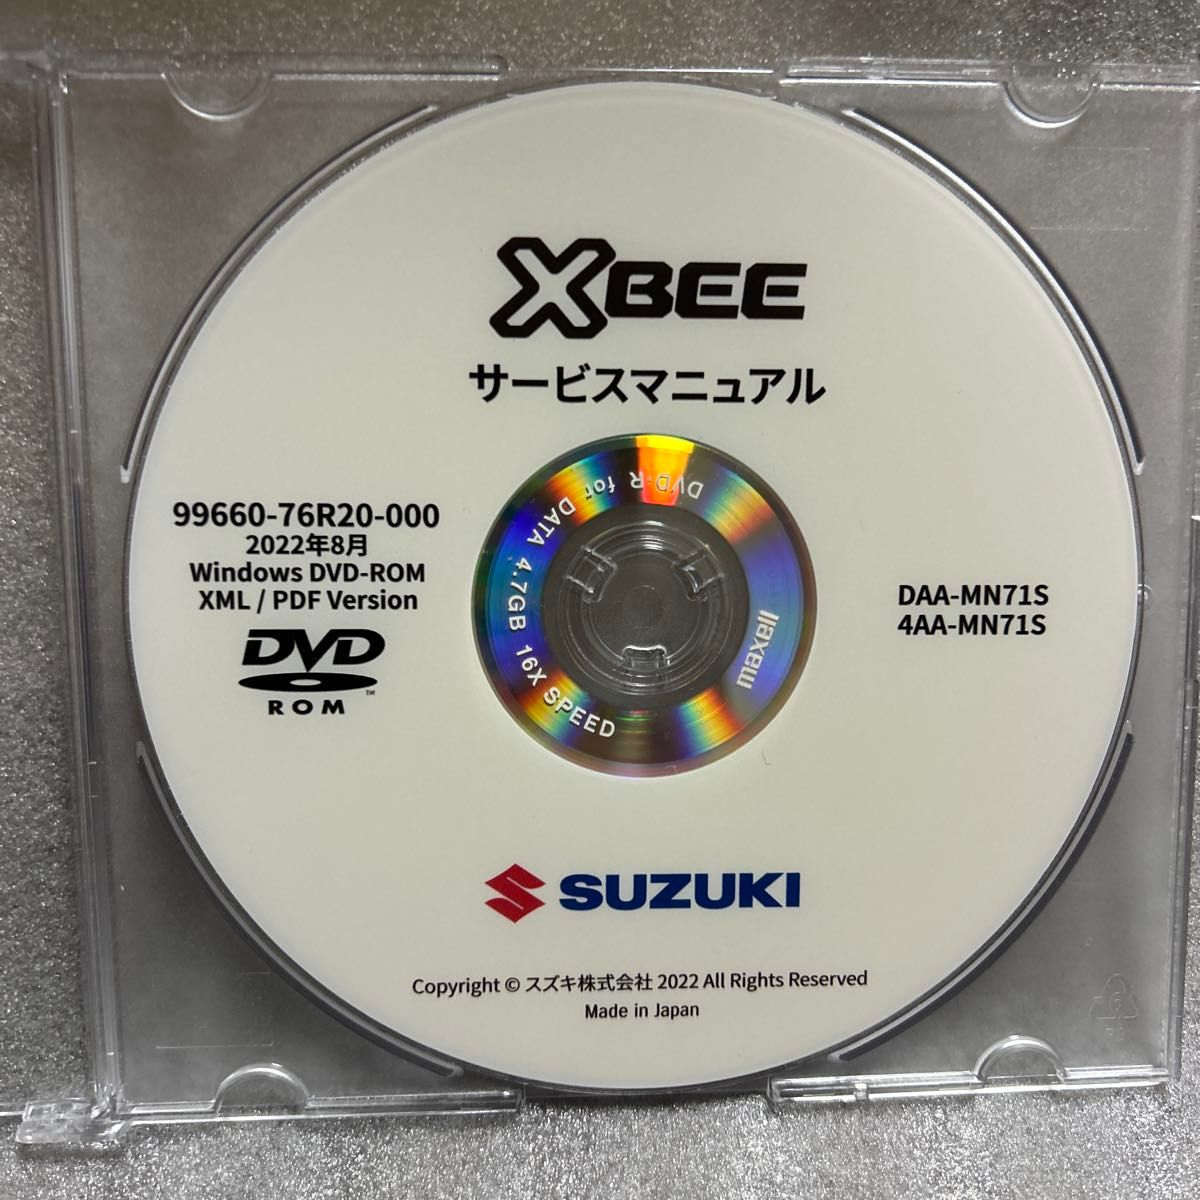 XBEE
サービスマニュアル
99660-76R20-000
2022年8月
Windows DVD-ROM
XML / PDF Version
DVD
™
ROM
DVD-R for DATA 4.7GB 16X SPEED
maxell
DAA-MN71S
4AA-MN71S
SUZUKI
Copyright © スズキ株式会社 2022 All Rights Reserved
Made in Japan